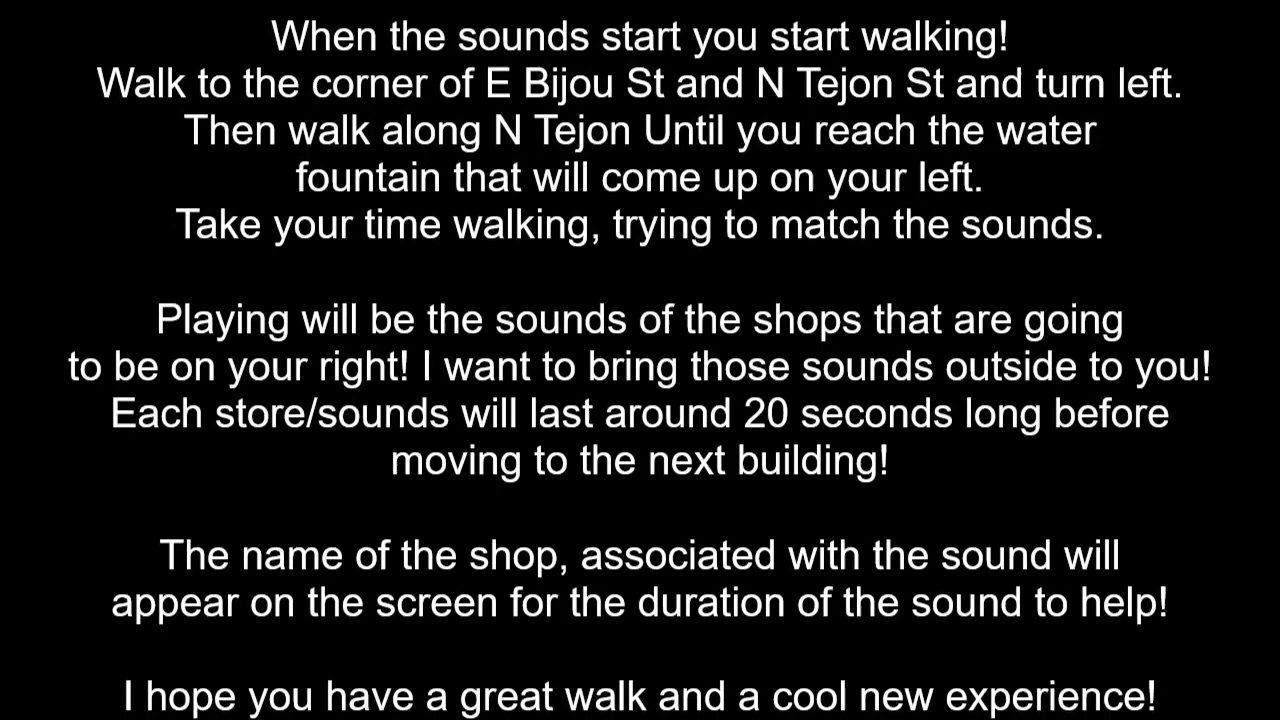 When the sounds start you start walking!
Walk to the corner of E Bijou St and N Tejon St and turn left.
Then walk along N Tejon Until you reach the water
fountain that will come up on your left.
Take your time walking, trying to match the sounds.
Playing will be the sounds of the shops that are going
to be on your right! I want to bring those sounds outside to you!
Each store/sounds will last around 20 seconds long before
moving to the next building!
The name of the shop, associated with the sound will
appear on the screen for the duration of the sound to help!
I hope you have a great walk and a cool new experience!